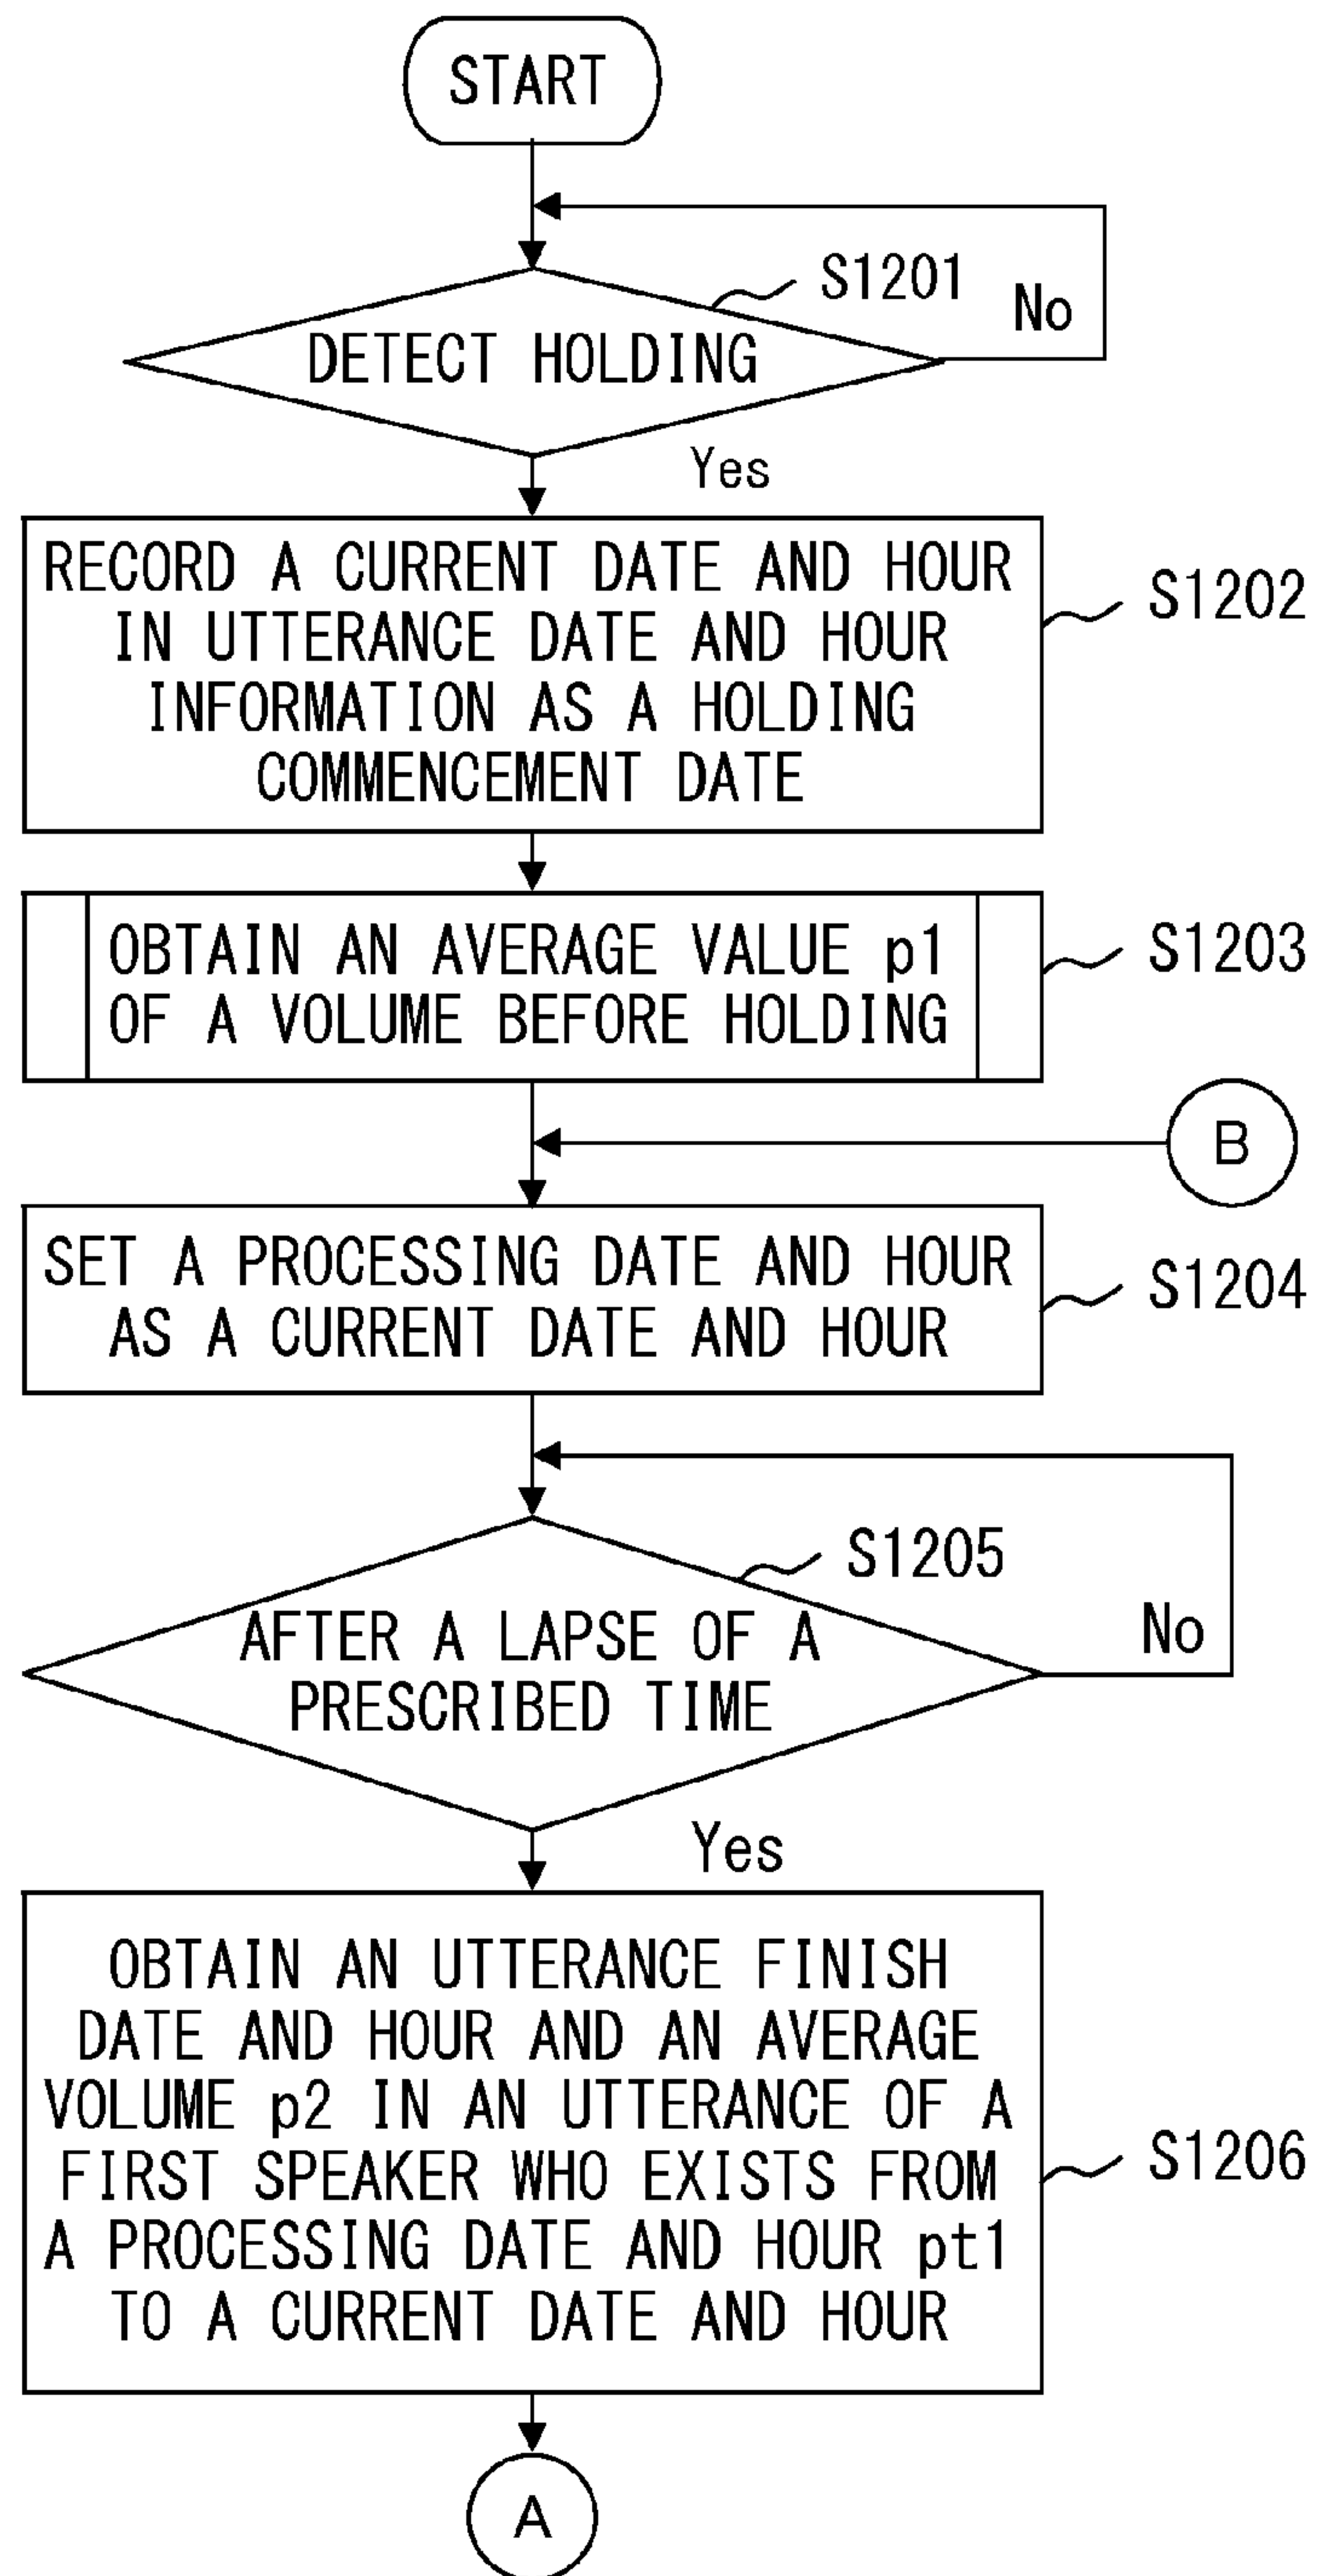 START
S1201
No
DETECT HOLDING
Yes
RECORD A CURRENT DATE AND HOUR
IN UTTERANCE DATE AND HOUR
INFORMATION AS A HOLDING
COMMENCEMENT DATE
S1202
OBTAIN AN AVERAGE VALUE p1
OF A VOLUME BEFORE HOLDING
S1203
B
SET A PROCESSING DATE AND HOUR
AS A CURRENT DATE AND HOUR
S1204
S1205
No
AFTER A LAPSE OF A
PRESCRIBED TIME
Yes
OBTAIN AN UTTERANCE FINISH
DATE AND HOUR AND AN AVERAGE
VOLUME p2 IN AN UTTERANCE OF A
FIRST SPEAKER WHO EXISTS FROM
A PROCESSING DATE AND HOUR pt1
TO A CURRENT DATE AND HOUR
S1206
A